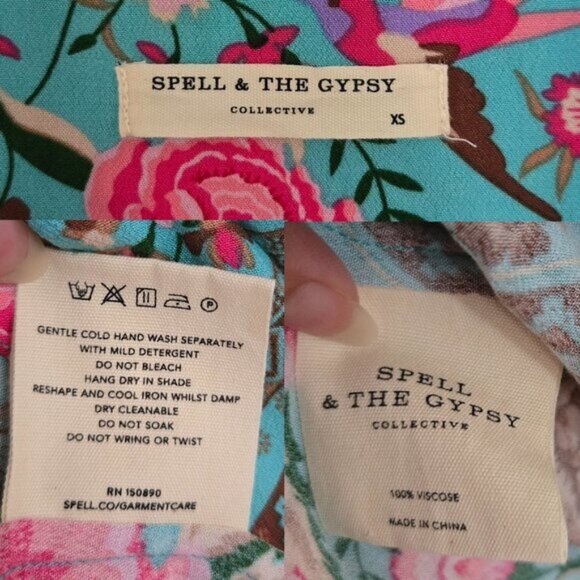 SPELL & THE GYPSY
COLLECTIVE
XS
GENTLE COLD HAND WASH SEPARATELY
WITH MILD DETERGENT
DO NOT BLEACH
HANG DRY IN SHADE
RESHAPE AND COOL IRON WHILST DAMP
DRY CLEANABLE
DO NOT SOAK
DO NOT WRING OR TWIST
RN 150890
SPELL.CO/GARMENTCARE
SPELL
& THE GYPSY
COLLECTIVE
100% VISCOSE
MADE IN CHINA